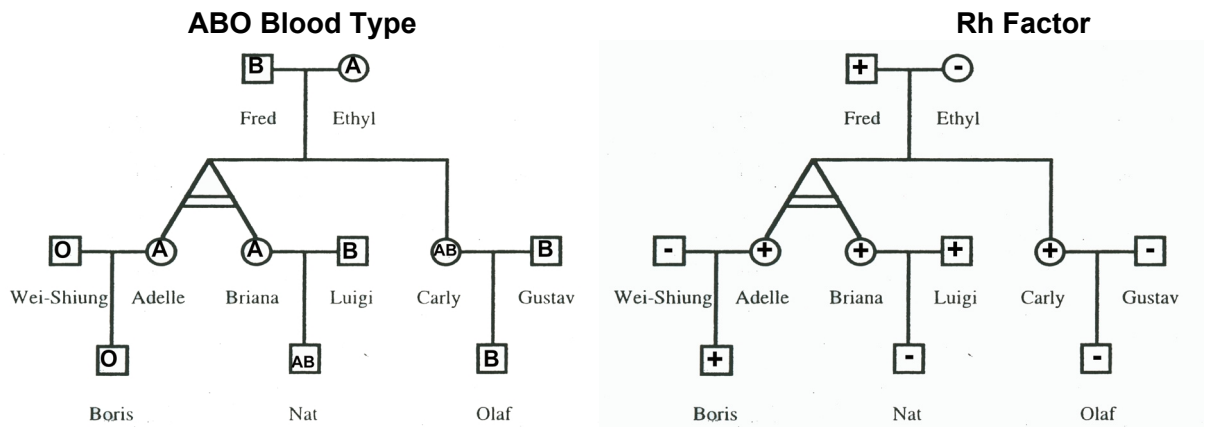 ABO Blood Type
B A
Fred Ethyl
O A A B AB B
Wei-Shiung Adelle Briana Luigi Carly Gustav
O AB B
Boris Nat Olaf
Rh Factor
+ -
Fred Ethyl
- + + + + -
Wei-Shiung Adelle Briana Luigi Carly Gustav
+ - -
Boris Nat Olaf